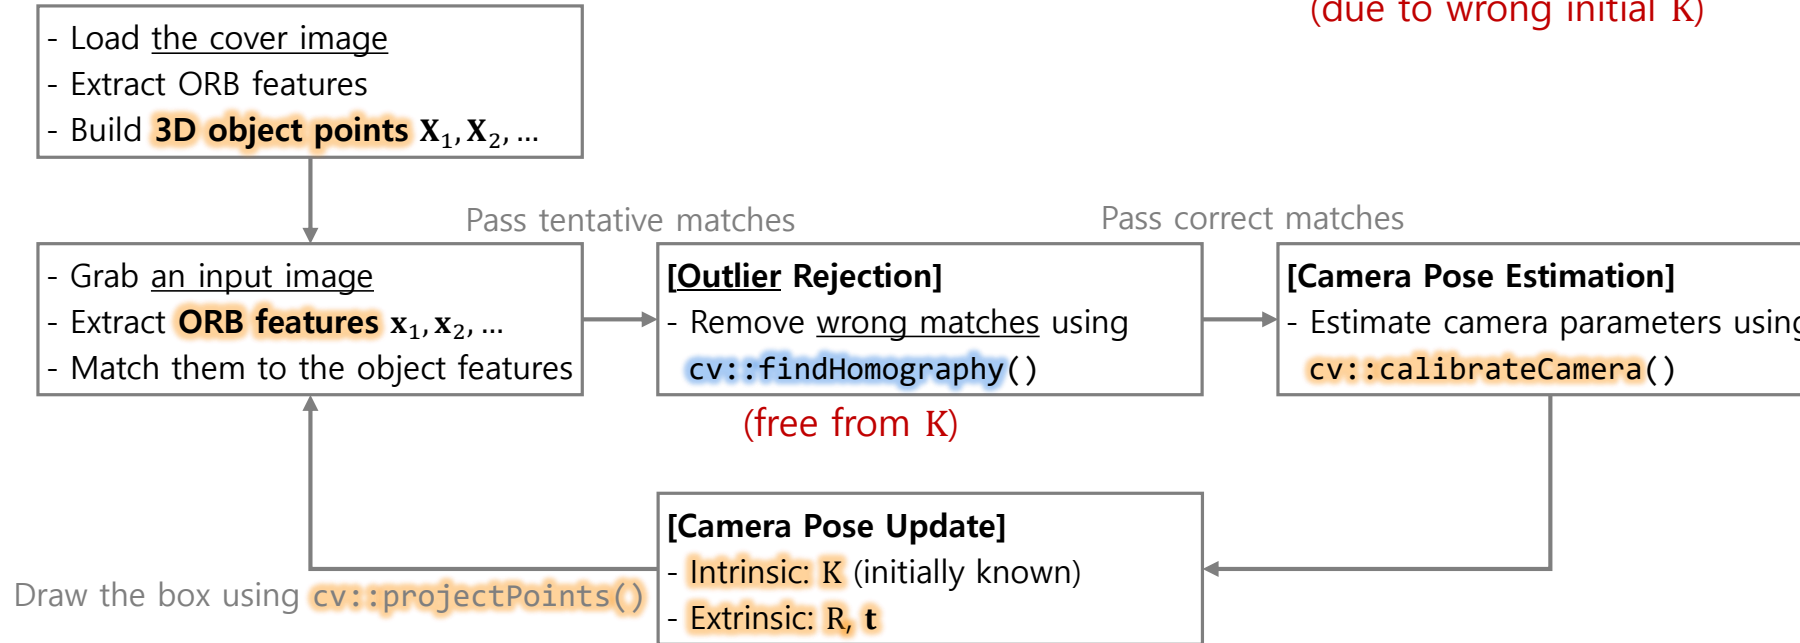 (due to wrong initial K)
- Load the cover image
- Extract ORB features
- Build 3D object points X₁, X₂, …
Pass tentative matches
Pass correct matches
- Grab an input image
- Extract ORB features x₁, x₂, …
- Match them to the object features
[Outlier Rejection]
- Remove wrong matches using
cv::findHomography()
(free from K)
[Camera Pose Estimation]
- Estimate camera parameters using
cv::calibrateCamera()
[Camera Pose Update]
- Intrinsic: K (initially known)
- Extrinsic: R, t
Draw the box using cv::projectPoints()